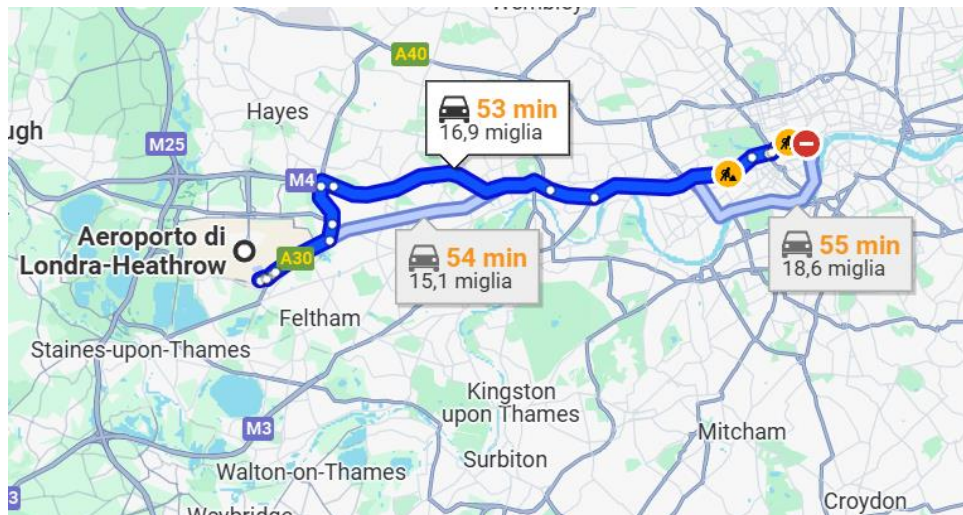 Wembley
A40
Hayes
ugh
M25
53 min
16,9 miglia
M4
Aeroporto di
Londra-Heathrow
A30
54 min
15,1 miglia
55 min
18,6 miglia
Feltham
Staines-upon-Thames
Kingston
upon Thames
M3
Mitcham
Walton-on-Thames
Surbiton
3
Croydon
Weybridge